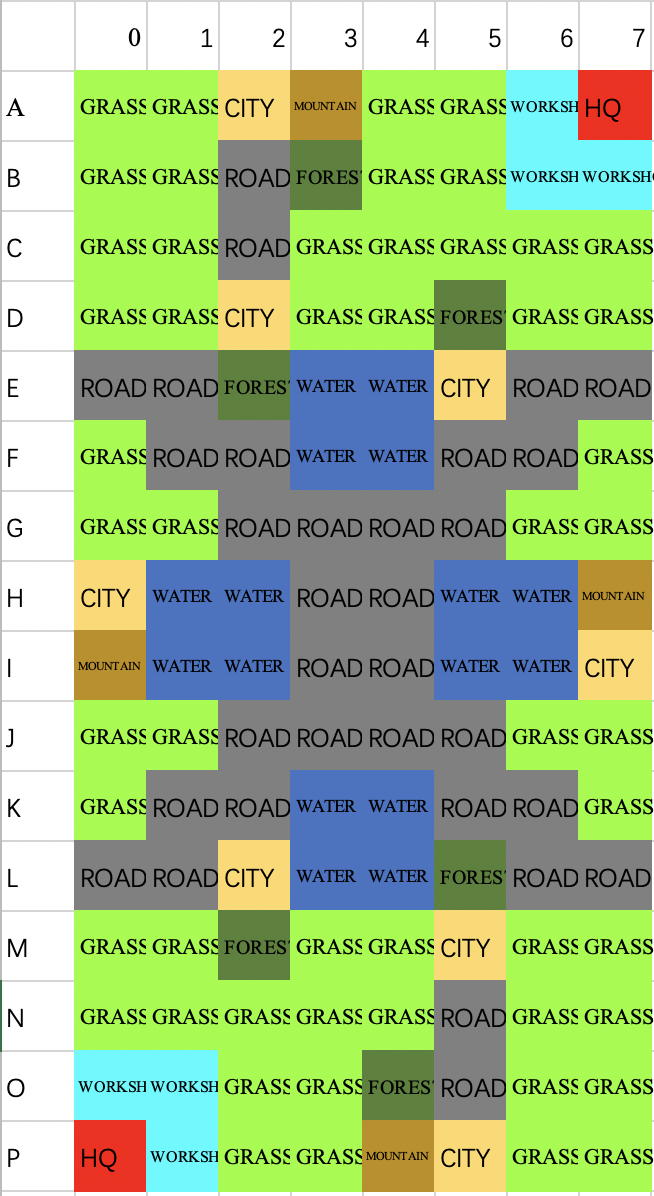 0 1 2 3 4 5 6 7
A GRASS GRASS CITY MOUNTAIN GRASS GRASS WORKSH HQ
B GRASS GRASS ROAD FOREST GRASS GRASS WORKSH WORKSHO
C GRASS GRASS ROAD GRASS GRASS GRASS GRASS GRASS
D GRASS GRASS CITY GRASS GRASS FOREST GRASS GRASS
E ROAD ROAD FOREST WATER WATER CITY ROAD ROAD
F GRASS ROAD ROAD WATER WATER ROAD ROAD GRASS
G GRASS GRASS ROAD ROAD ROAD ROAD GRASS GRASS
H CITY WATER WATER ROAD ROAD WATER WATER MOUNTAIN
I MOUNTAIN WATER WATER ROAD ROAD WATER WATER CITY
J GRASS GRASS ROAD ROAD ROAD ROAD GRASS GRASS
K GRASS ROAD ROAD WATER WATER ROAD ROAD GRASS
L ROAD ROAD CITY WATER WATER FOREST ROAD ROAD
M GRASS GRASS FOREST GRASS GRASS CITY GRASS GRASS
N GRASS GRASS GRASS GRASS GRASS ROAD GRASS GRASS
O WORKSH WORKSH GRASS GRASS FOREST ROAD GRASS GRASS
P HQ WORKSH GRASS GRASS MOUNTAIN CITY GRASS GRASS